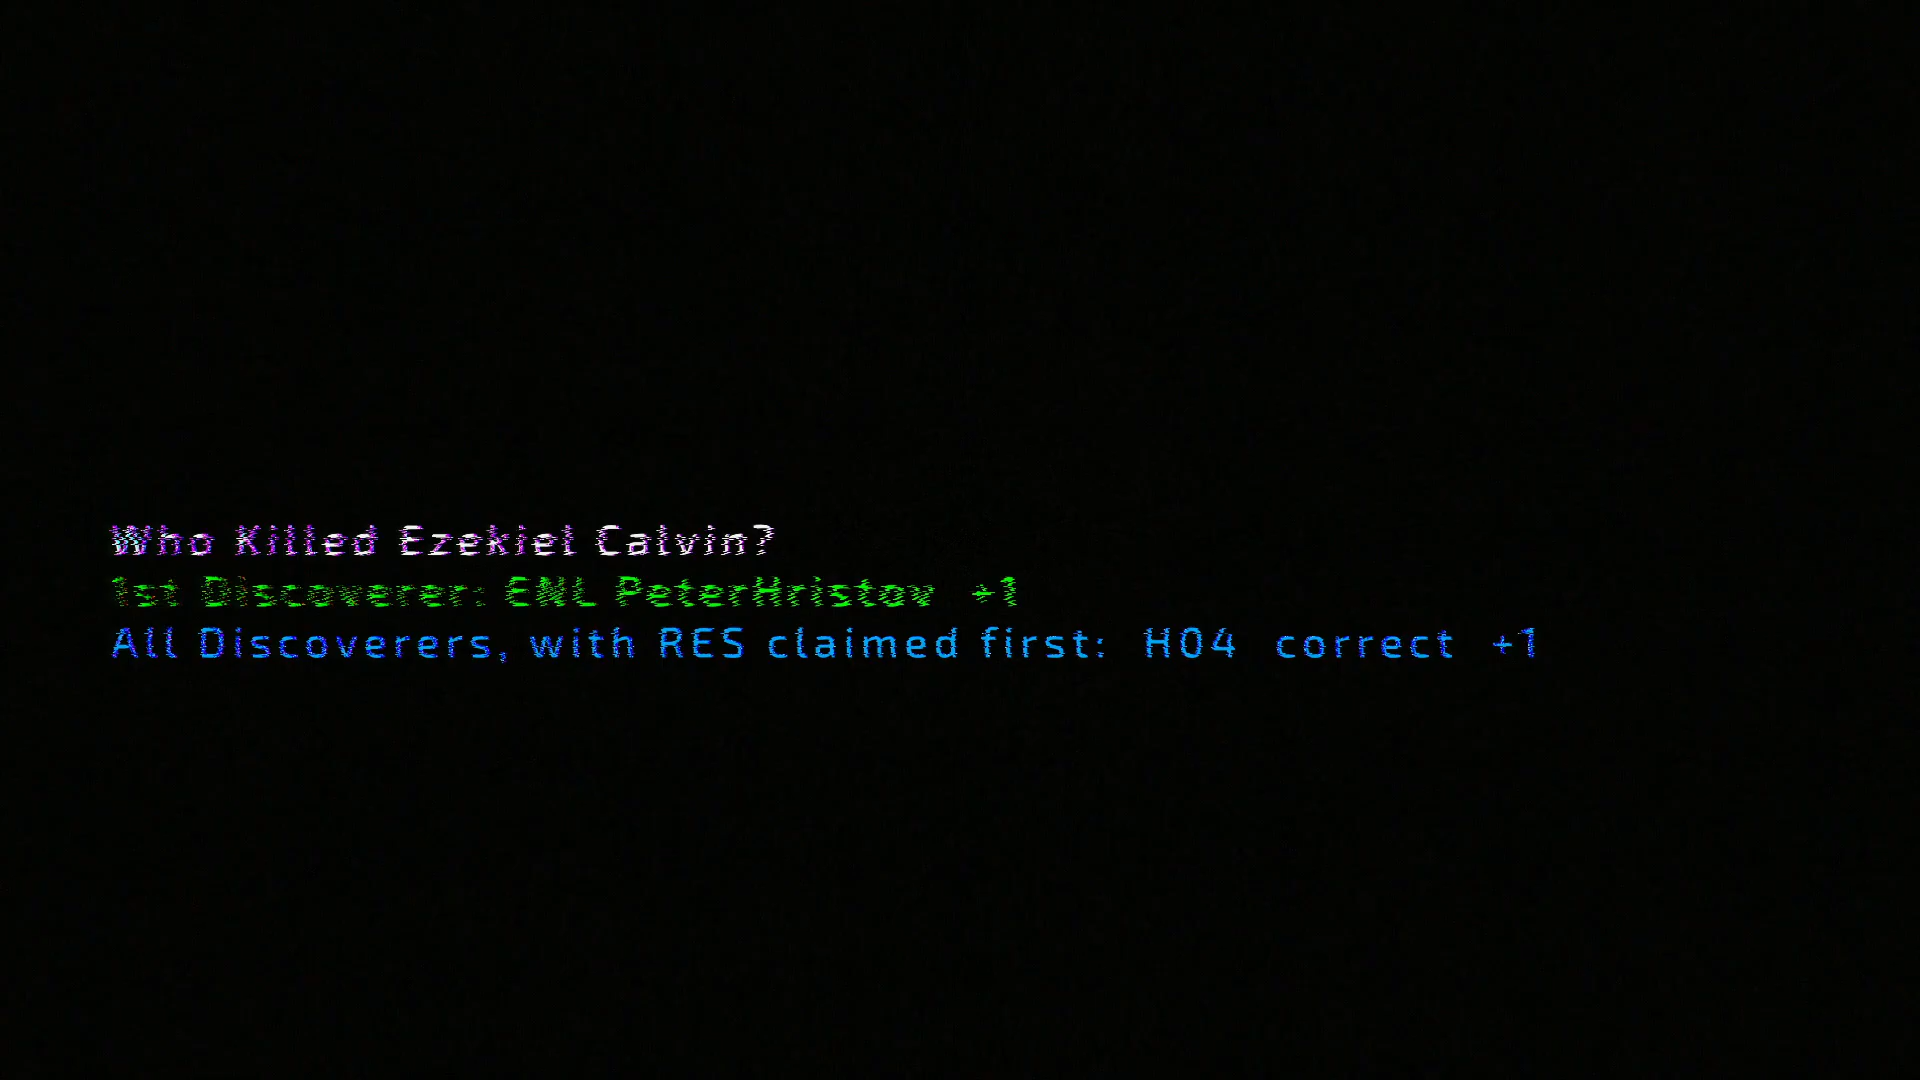 Who Killed Ezekiel Calvin?
1st Discoverer: ENL PeterHristov +1
All Discoverers, with RES claimed first: H04 correct +1